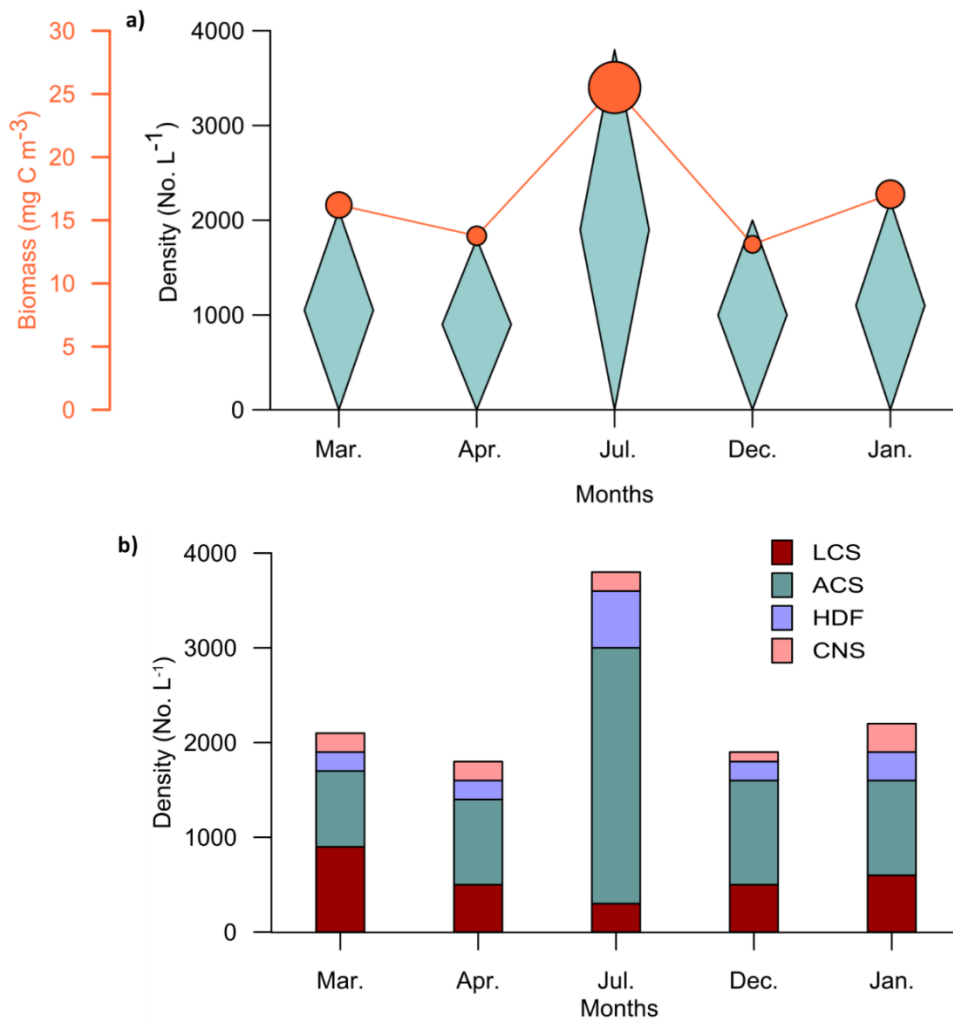 a)
Biomass (mg C m⁻³)
30
25
20
15
10
5
0
Density (No. L⁻¹)
4000
3000
2000
1000
0
Mar. Apr. Jul. Dec. Jan.
Months
b)
LCS
ACS
HDF
CNS
Density (No. L⁻¹)
4000
3000
2000
1000
0
Mar. Apr. Jul. Dec. Jan.
Months